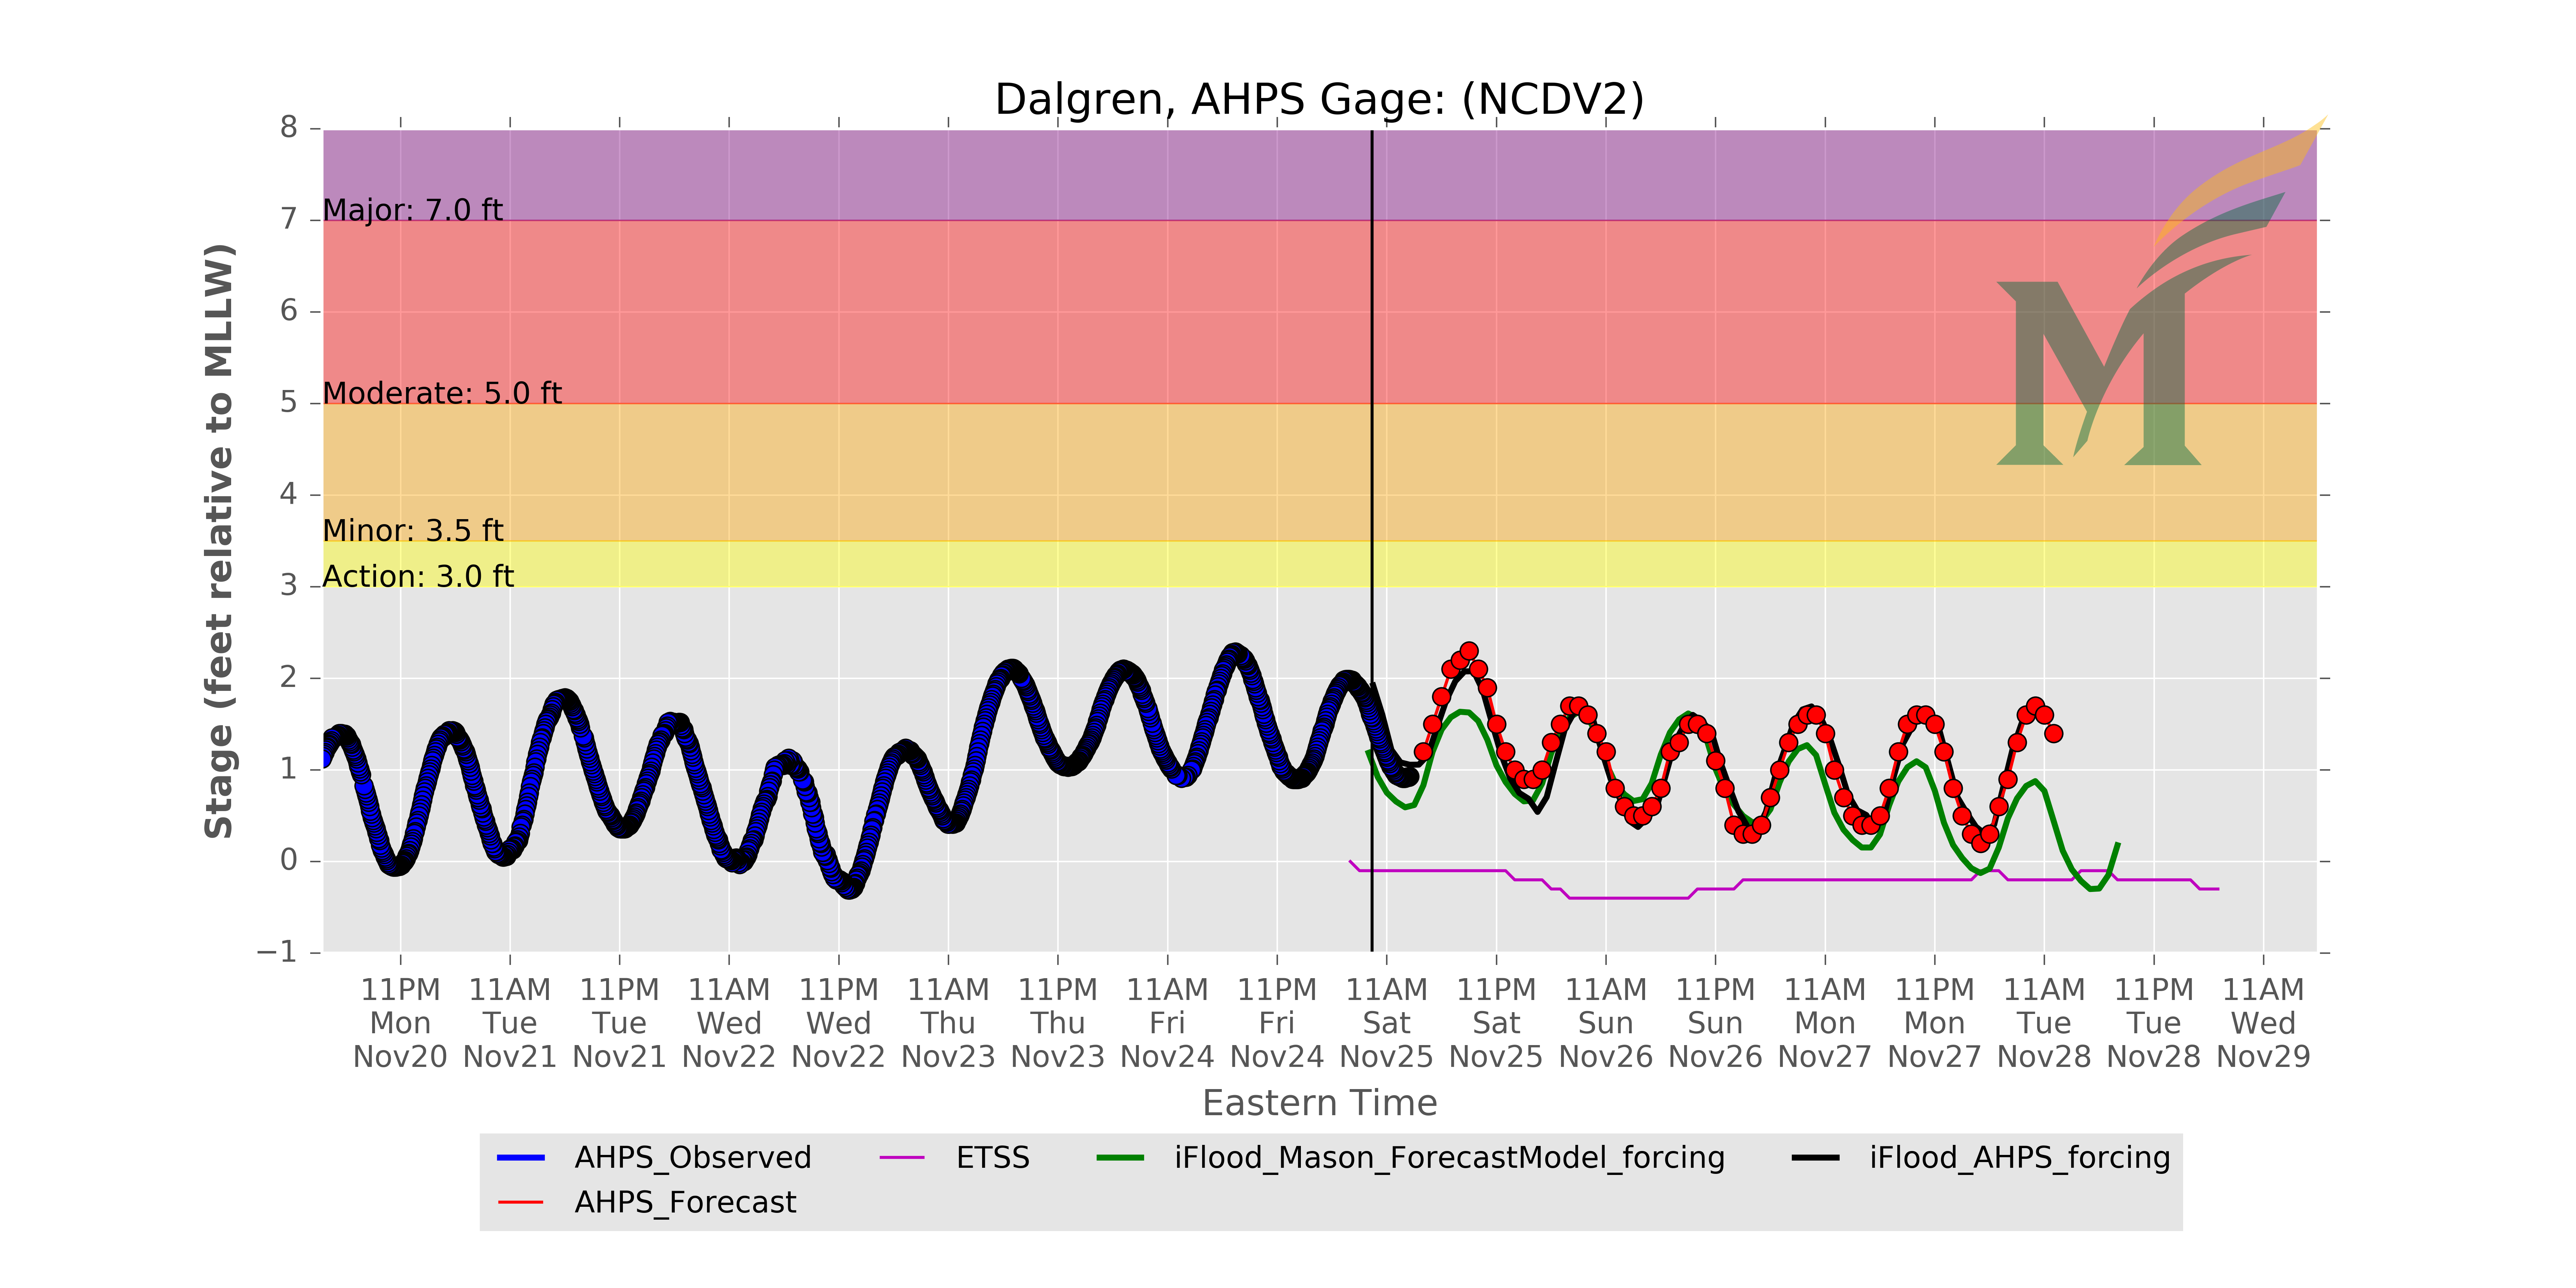 Dalgren, AHPS Gage: (NCDV2)
8
7
6
5
4
3
2
1
0
−1
Stage (feet relative to MLLW)
Major: 7.0 ft
Moderate: 5.0 ft
Minor: 3.5 ft
Action: 3.0 ft
M
11PM 11AM 11PM 11AM 11PM 11AM 11PM 11AM 11PM 11AM 11PM 11AM 11PM 11AM 11PM 11AM 11PM 11AM
Mon Tue Tue Wed Wed Thu Thu Fri Fri Sat Sat Sun Sun Mon Mon Tue Tue Wed
Nov20 Nov21 Nov21 Nov22 Nov22 Nov23 Nov23 Nov24 Nov24 Nov25 Nov25 Nov26 Nov26 Nov27 Nov27 Nov28 Nov28 Nov29
Eastern Time
AHPS_Observed ETSS iFlood_Mason_ForecastModel_forcing iFlood_AHPS_forcing
AHPS_Forecast